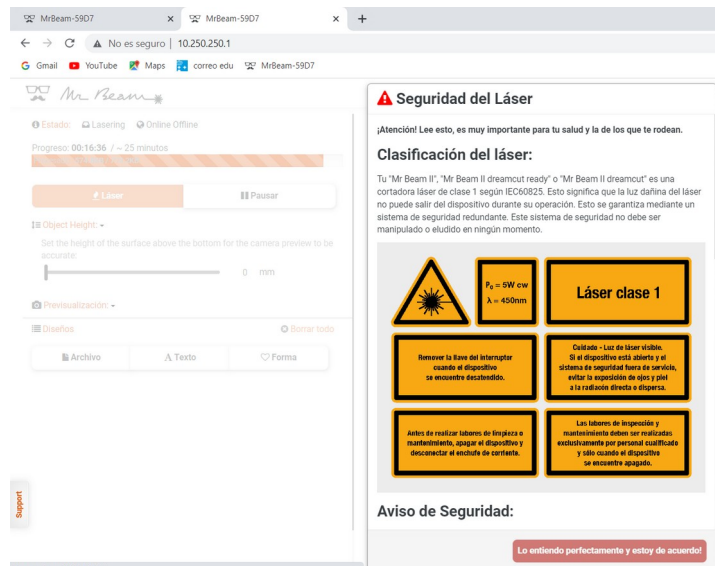 MrBeam-59D7
MrBeam-59D7
No es seguro | 10.250.250.1
Gmail YouTube Maps correo edu MrBeam-59D7
Mr Beam
Estado: Lasering Online Offline
Progreso: 00:16:36 / ~ 25 minutos
Láser Pausar
Object Height:
Set the height of the surface above the bottom for the camera preview to be
accurate:
0 mm
Previsualización:
Diseños Borrar todo
Archivo Texto Forma
Support
Seguridad del Láser
¡Atención! Lee esto, es muy importante para tu salud y la de los que te rodean.
Clasificación del láser:
Tu "Mr Beam II", "Mr Beam II dreamcut ready" o "Mr Beam II dreamcut" es una
cortadora láser de clase 1 según IEC60825. Esto significa que la luz dañina del láser
no puede salir del dispositivo durante su operación. Esto se garantiza mediante un
sistema de seguridad redundante. Este sistema de seguridad no debe ser
manipulado o eludido en ningún momento.
P₀ = 5W cw
λ = 450nm
Láser clase 1
Remover la llave del interruptor
cuando el dispositivo
se encuentre desatendido.
Cuidado - Luz de láser visible.
Si el dispositivo está abierto y el
sistema de seguridad fuera de servicio,
evitar la exposición de ojos y piel
a la radiacón directa o dispersa.
Antes de realizar labores de limpieza o
mantenimiento, apagar el dispositivo y
desconectar el enchufe de corriente.
Las labores de inspección y
mantenimiento deben ser realizadas
exclusivamente por personal cualificado
y sólo cuando el dispositivo
se encuentre apagado.
Aviso de Seguridad:
Lo entiendo perfectamente y estoy de acuerdo!